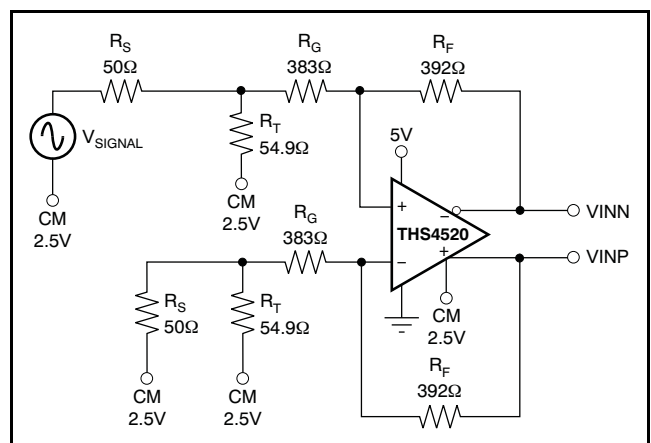 R_S
50Ω
R_G
383Ω
R_F
392Ω
V_SIGNAL
R_T
54.9Ω
5V
CM
2.5V
CM
2.5V
+
−
THS4520
−
+
VINN
VINP
R_G
383Ω
R_S
50Ω
R_T
54.9Ω
CM
2.5V
CM
2.5V
CM
2.5V
R_F
392Ω